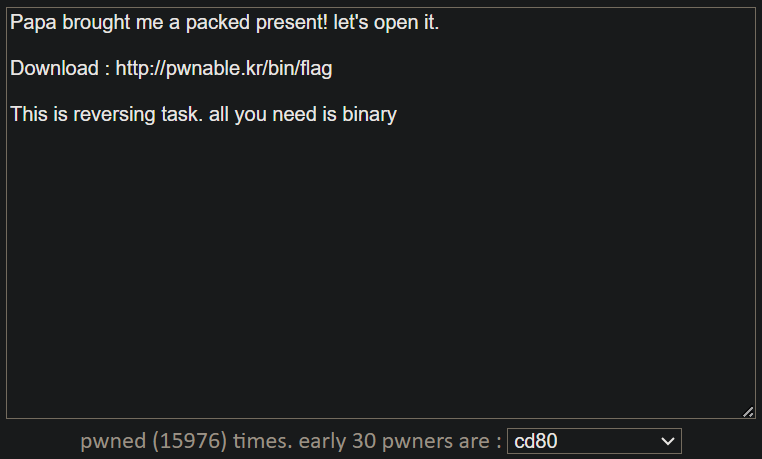 Papa brought me a packed present! let's open it.
Download : http://pwnable.kr/bin/flag
This is reversing task. all you need is binary
pwned (15976) times. early 30 pwners are : cd80